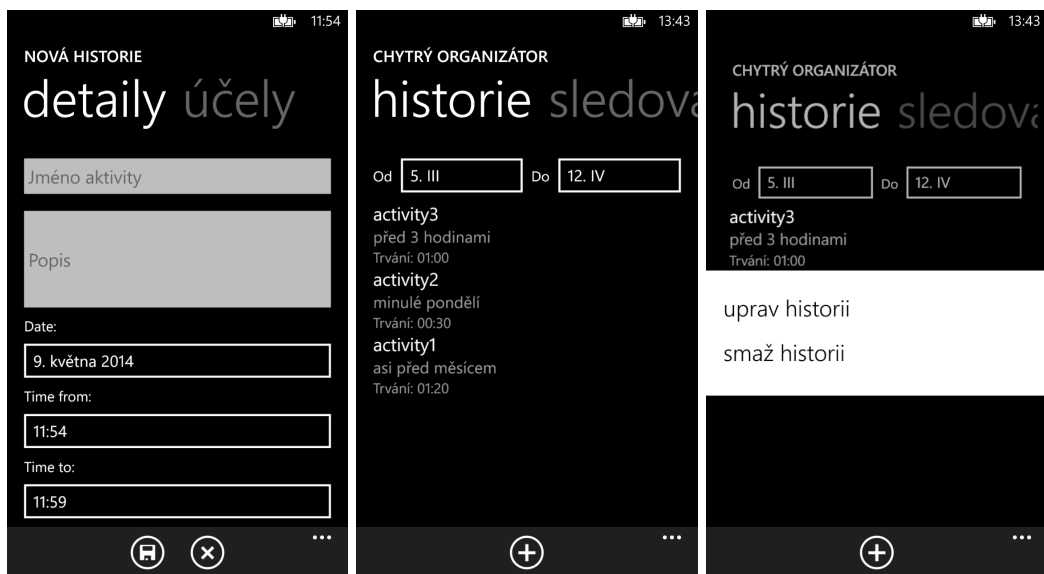 11:54
NOVÁ HISTORIE
detaily účely
Jméno aktivity
Popis
Date:
9. května 2014
Time from:
11:54
Time to:
11:59
13:43
CHYTRÝ ORGANIZÁTOR
historie sledová
Od 5. III Do 12. IV
activity3
před 3 hodinami
Trvání: 01:00
activity2
minulé pondělí
Trvání: 00:30
activity1
asi před měsícem
Trvání: 01:20
13:43
CHYTRÝ ORGANIZÁTOR
historie sledova
Od 5. III Do 12. IV
activity3
před 3 hodinami
Trvání: 01:00
uprav historii
smaž historii